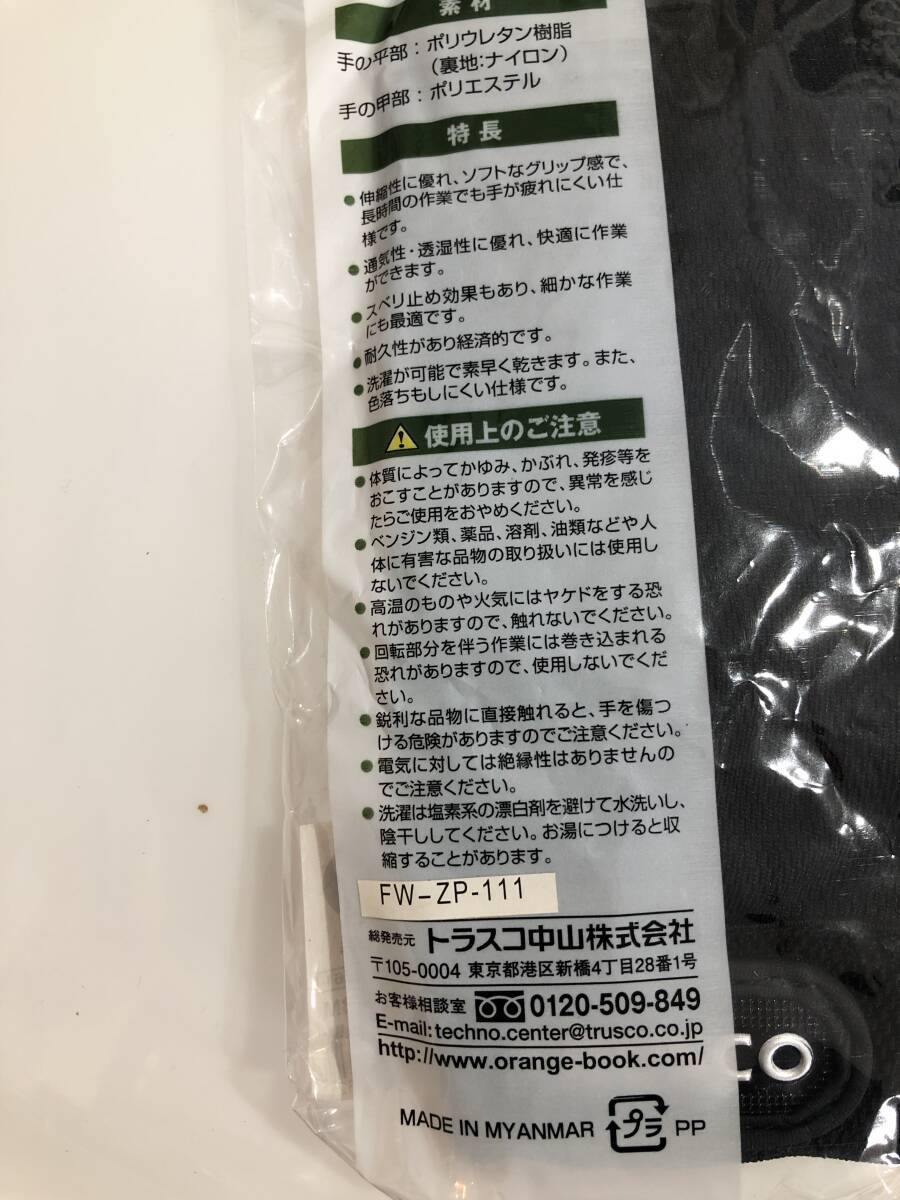 素材
手の平部：ポリウレタン樹脂
（裏地：ナイロン）
手の甲部：ポリエステル
特長
●伸縮性に優れ、ソフトなグリップ感で、
長時間の作業でも手が疲れにくい仕
様です。
●通気性・透湿性に優れ、快適に作業
ができます。
●スベリ止め効果もあり、細かな作業
にも最適です。
●耐久性があり経済的です。
●洗濯が可能で素早く乾きます。また、
色落ちもしにくい仕様です。
使用上のご注意
●体質によってかゆみ、かぶれ、発疹等を
おこすことがありますので、異常を感じ
たらご使用をおやめください。
●ベンジン類、薬品、溶剤、油類などや人
体に有害な品物の取り扱いには使用し
ないでください。
●高温のものや火気にはヤケドをする恐
れがありますので、触れないでください。
●回転部分を伴う作業には巻き込まれる
恐れがありますので、使用しないでくだ
さい。
●鋭利な品物に直接触れると、手を傷つ
ける危険がありますのでご注意ください。
●電気に対しては絶縁性はありませんの
でご注意ください。
●洗濯は塩素系の漂白剤を避けて水洗いし、
陰干ししてください。お湯につけると収
縮することがあります。
FW-ZP-111
総発売元 トラスコ中山株式会社
〒105-0004 東京都港区新橋4丁目28番1号
お客様相談室 0120-509-849
E-mail:techno.center@trusco.co.jp
http://www.orange-book.com/
CO
MADE IN MYANMAR プラ PP